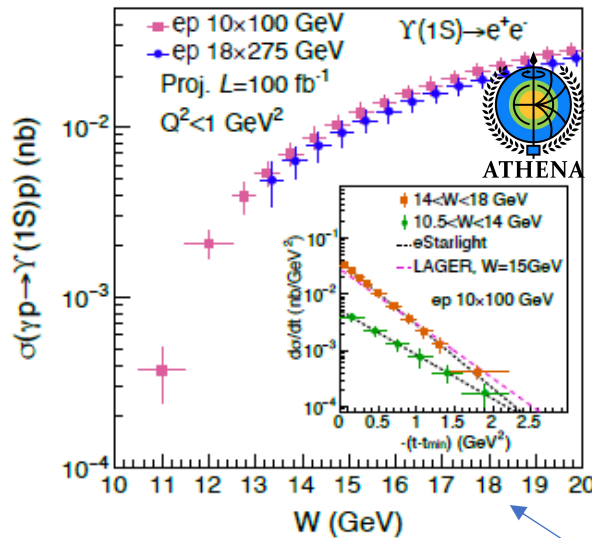 ep 10×100 GeV
ep 18×275 GeV
Proj. L=100 fb⁻¹
Q²<1 GeV²
ϒ(1S)→e⁺e⁻
ATHENA
σ(γp→ϒ(1S)p) (nb)
10⁻²
10⁻³
10⁻⁴
14<W<18 GeV
10.5<W<14 GeV
eStarlight
LAGER, W=15GeV
ep 10×100 GeV
dσ/dt (nb/GeV²)
10⁻¹
10⁻²
10⁻³
10⁻⁴
0 0.5 1 1.5 2 2.5
-(t-tmin) (GeV²)
10 11 12 13 14 15 16 17 18 19 20
W (GeV)